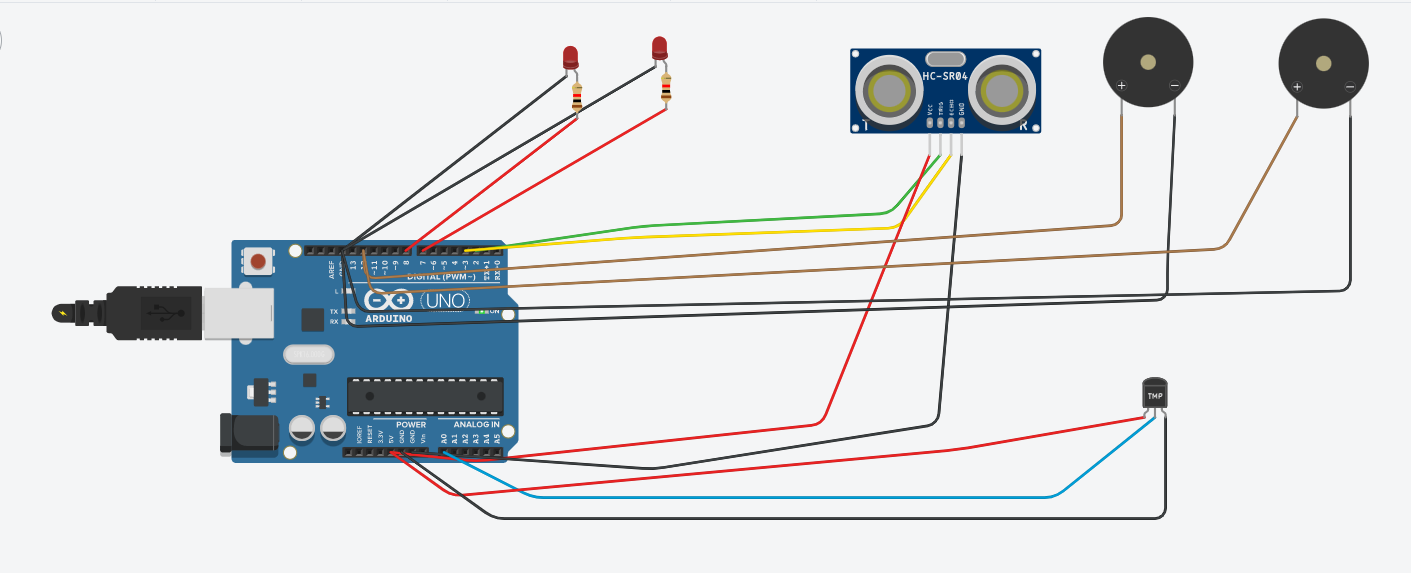 HC-SR04
VCC
TRIG
ECHO
GND
T
R
+
−
+
−
AREF
GND
13
12
~11
~10
~9
8
7
~6
~5
4
~3
2
TX→1
RX←0
DIGITAL (PWM~)
L
TX
RX
UNO
ARDUINO
ON
POWER
ANALOG IN
IOREF
RESET
3.3V
5V
GND
GND
Vin
A0
A1
A2
A3
A4
A5
TMP